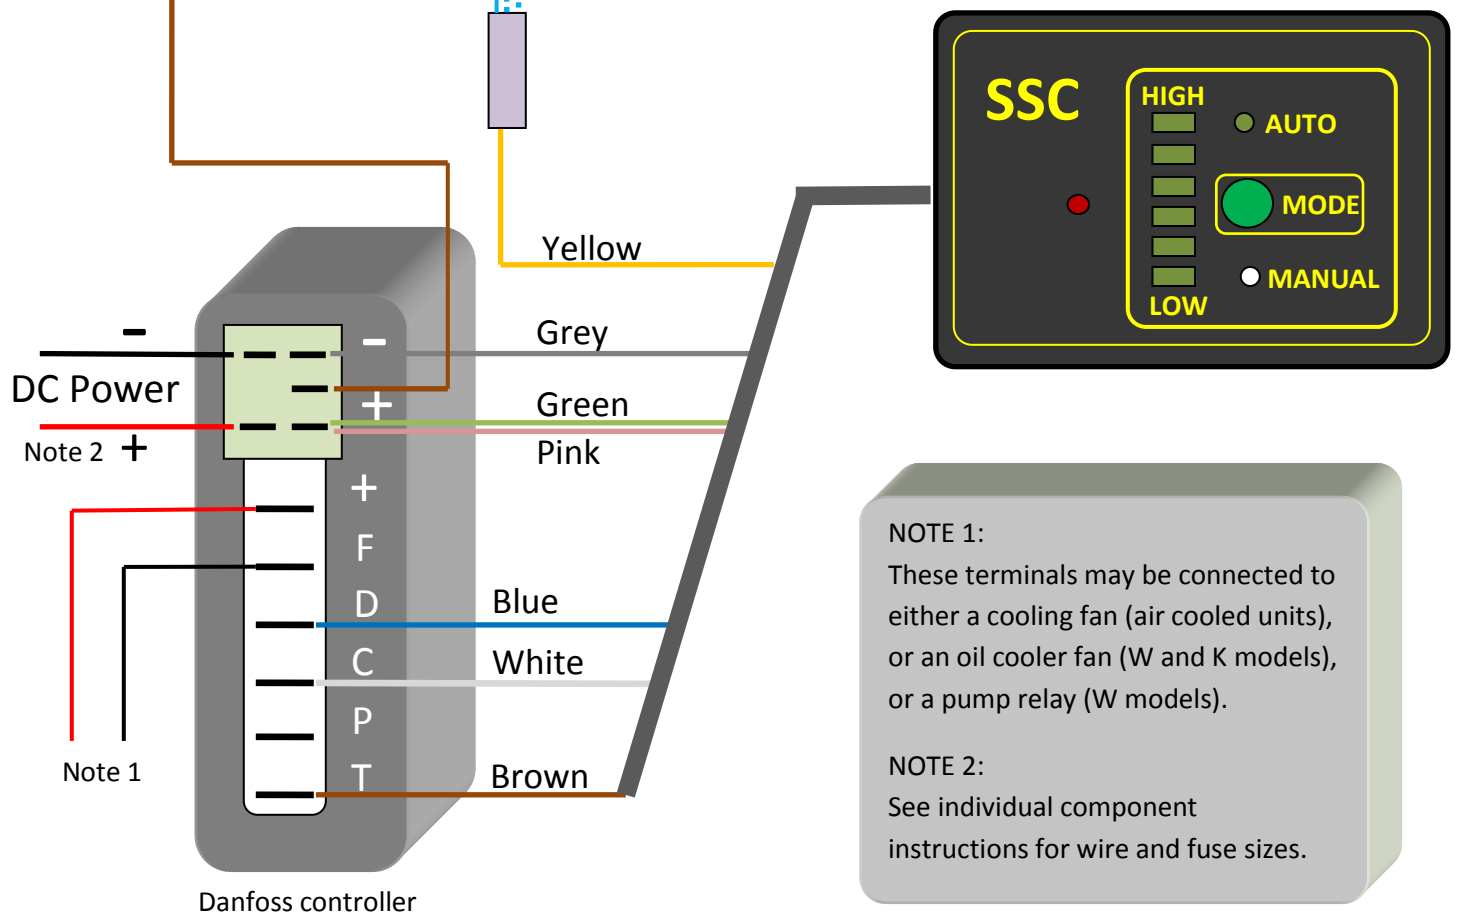 SSC
HIGH
AUTO
MODE
MANUAL
LOW
Yellow
Grey
Green
Pink
Blue
White
Brown
-
DC Power
Note 2 +
-
+
+
F
D
C
P
T
Note 1
Danfoss controller
NOTE 1:
These terminals may be connected to
either a cooling fan (air cooled units),
or an oil cooler fan (W and K models),
or a pump relay (W models).
NOTE 2:
See individual component
instructions for wire and fuse sizes.